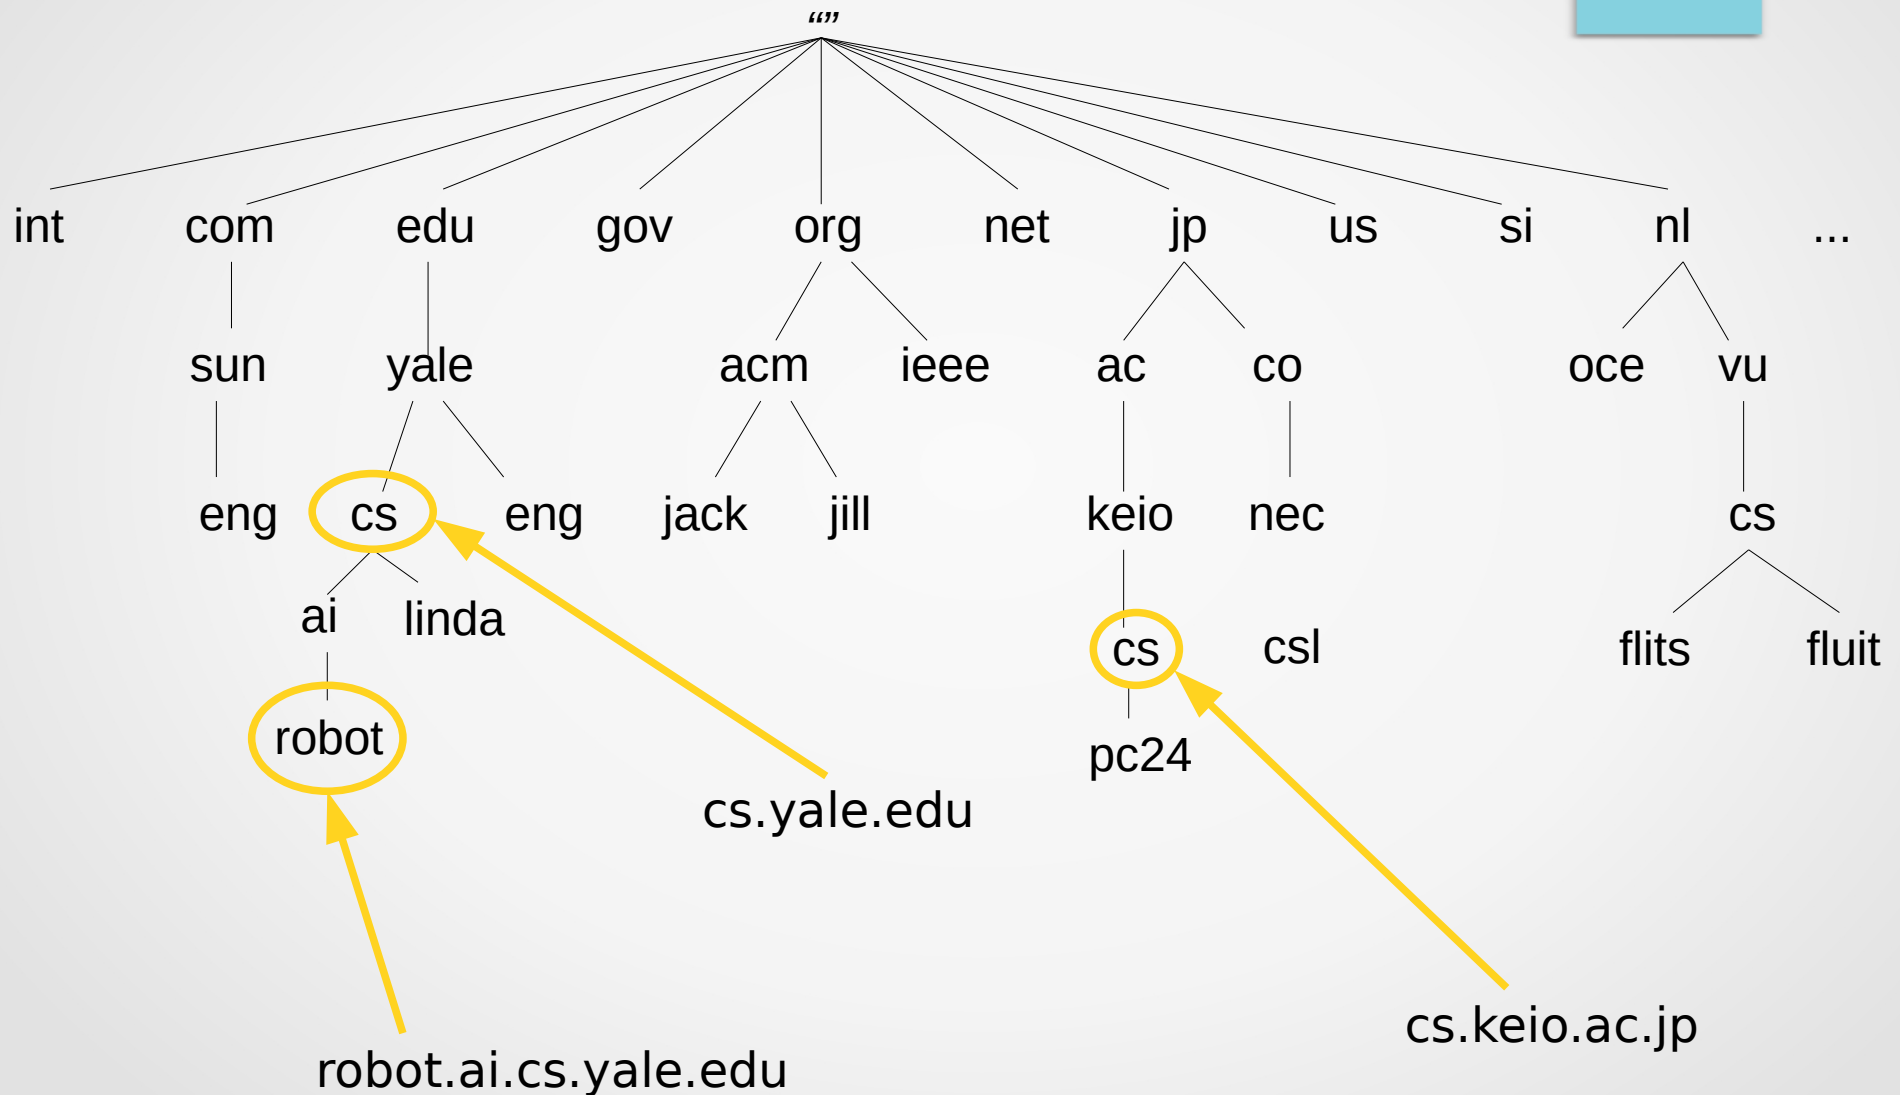 “”
int com edu gov org net jp us si nl ...
sun yale acm ieee ac co oce vu
eng cs eng jack jill keio nec cs
ai linda cs csl flits fluit
robot pc24
cs.yale.edu
cs.keio.ac.jp
robot.ai.cs.yale.edu